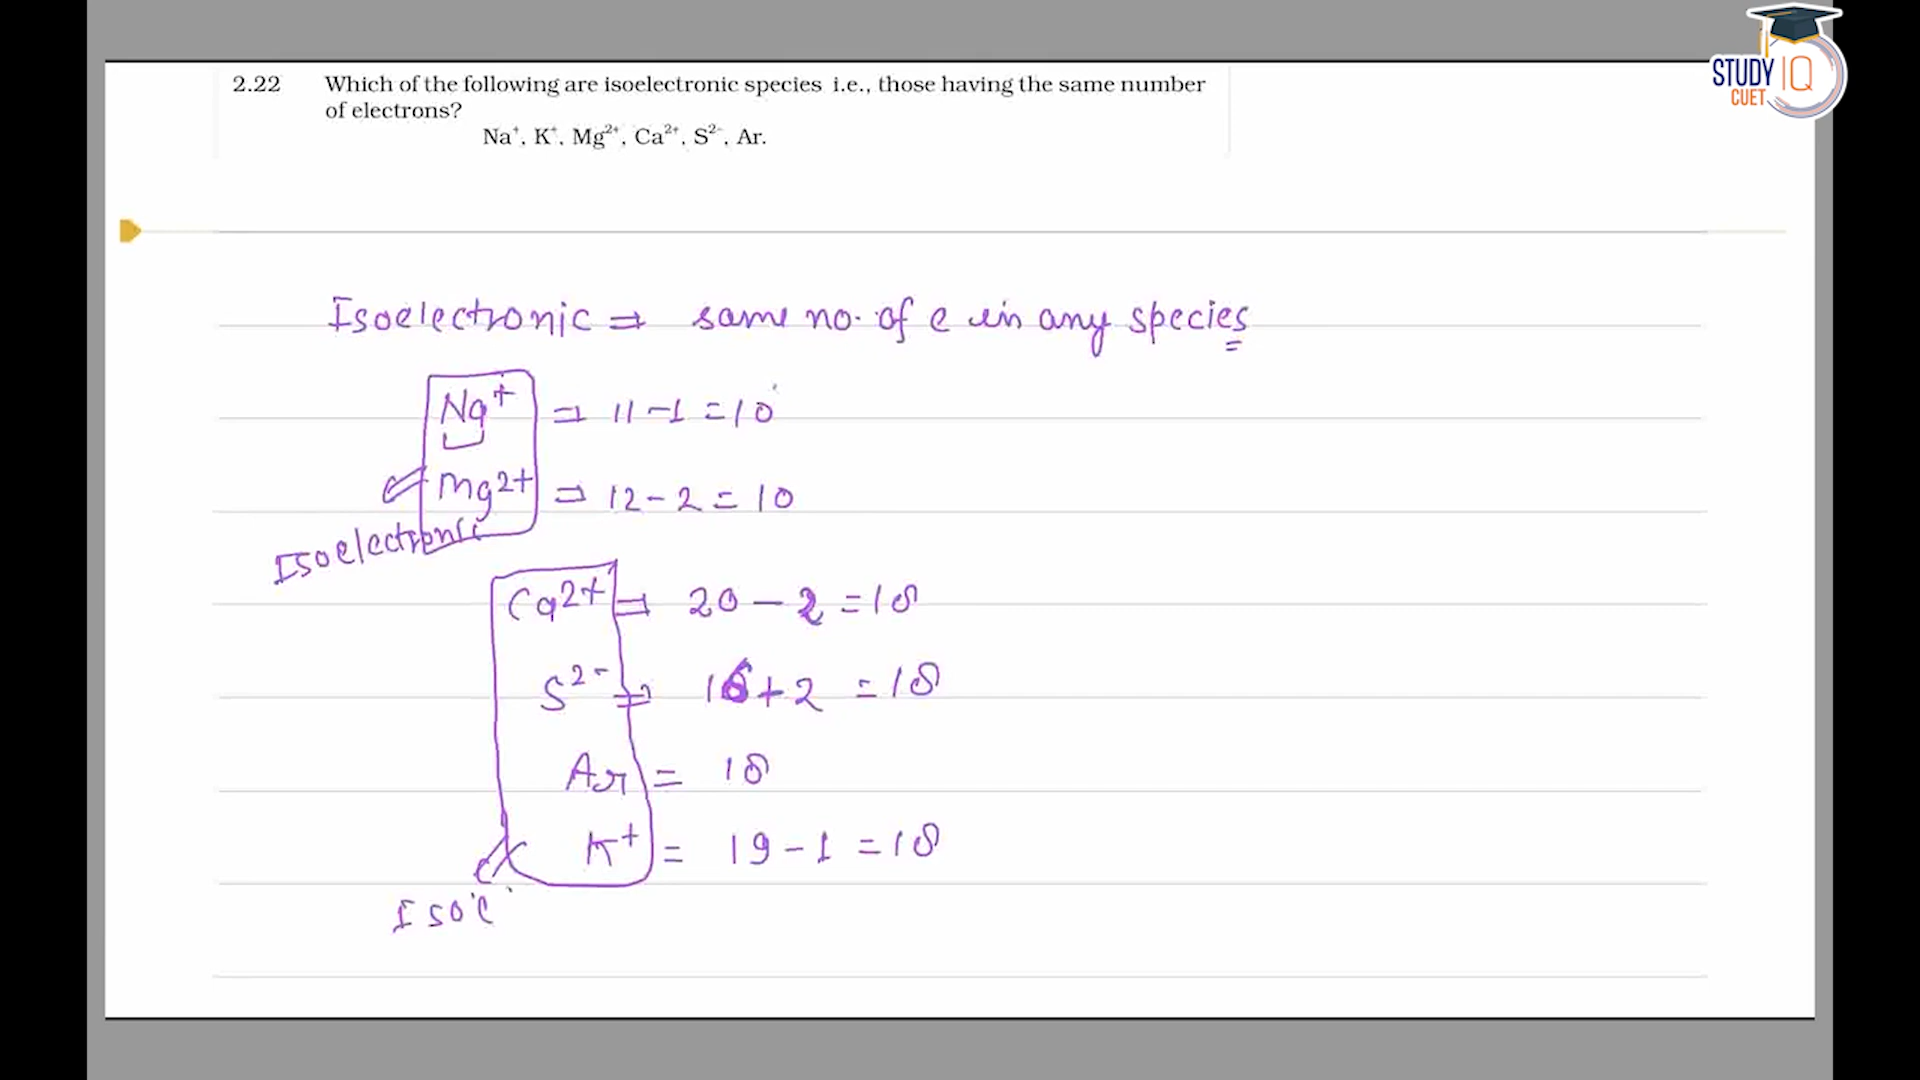 STUDY IQ
CUET
2.22 Which of the following are isoelectronic species i.e., those having the same number
of electrons?
Na⁺, K⁺, Mg²⁺, Ca²⁺, S²⁻, Ar.
Isoelectronic ⇒ same no. of e in any species
Na⁺ ⇒ 11-1 = 10
Mg2+ ⇒ 12-2 = 10
Isoelectronic
Ca2+ ⇒ 20-2 = 18
S2- ⇒ 16+2 = 18
Ar = 18
K+ = 19-1 = 18
Isoe